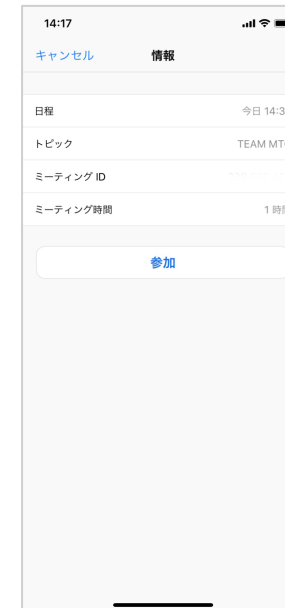 14:17
キャンセル 情報
日程 今日 14:3
トピック TEAM MT
ミーティング ID
ミーティング時間 1 時
参加